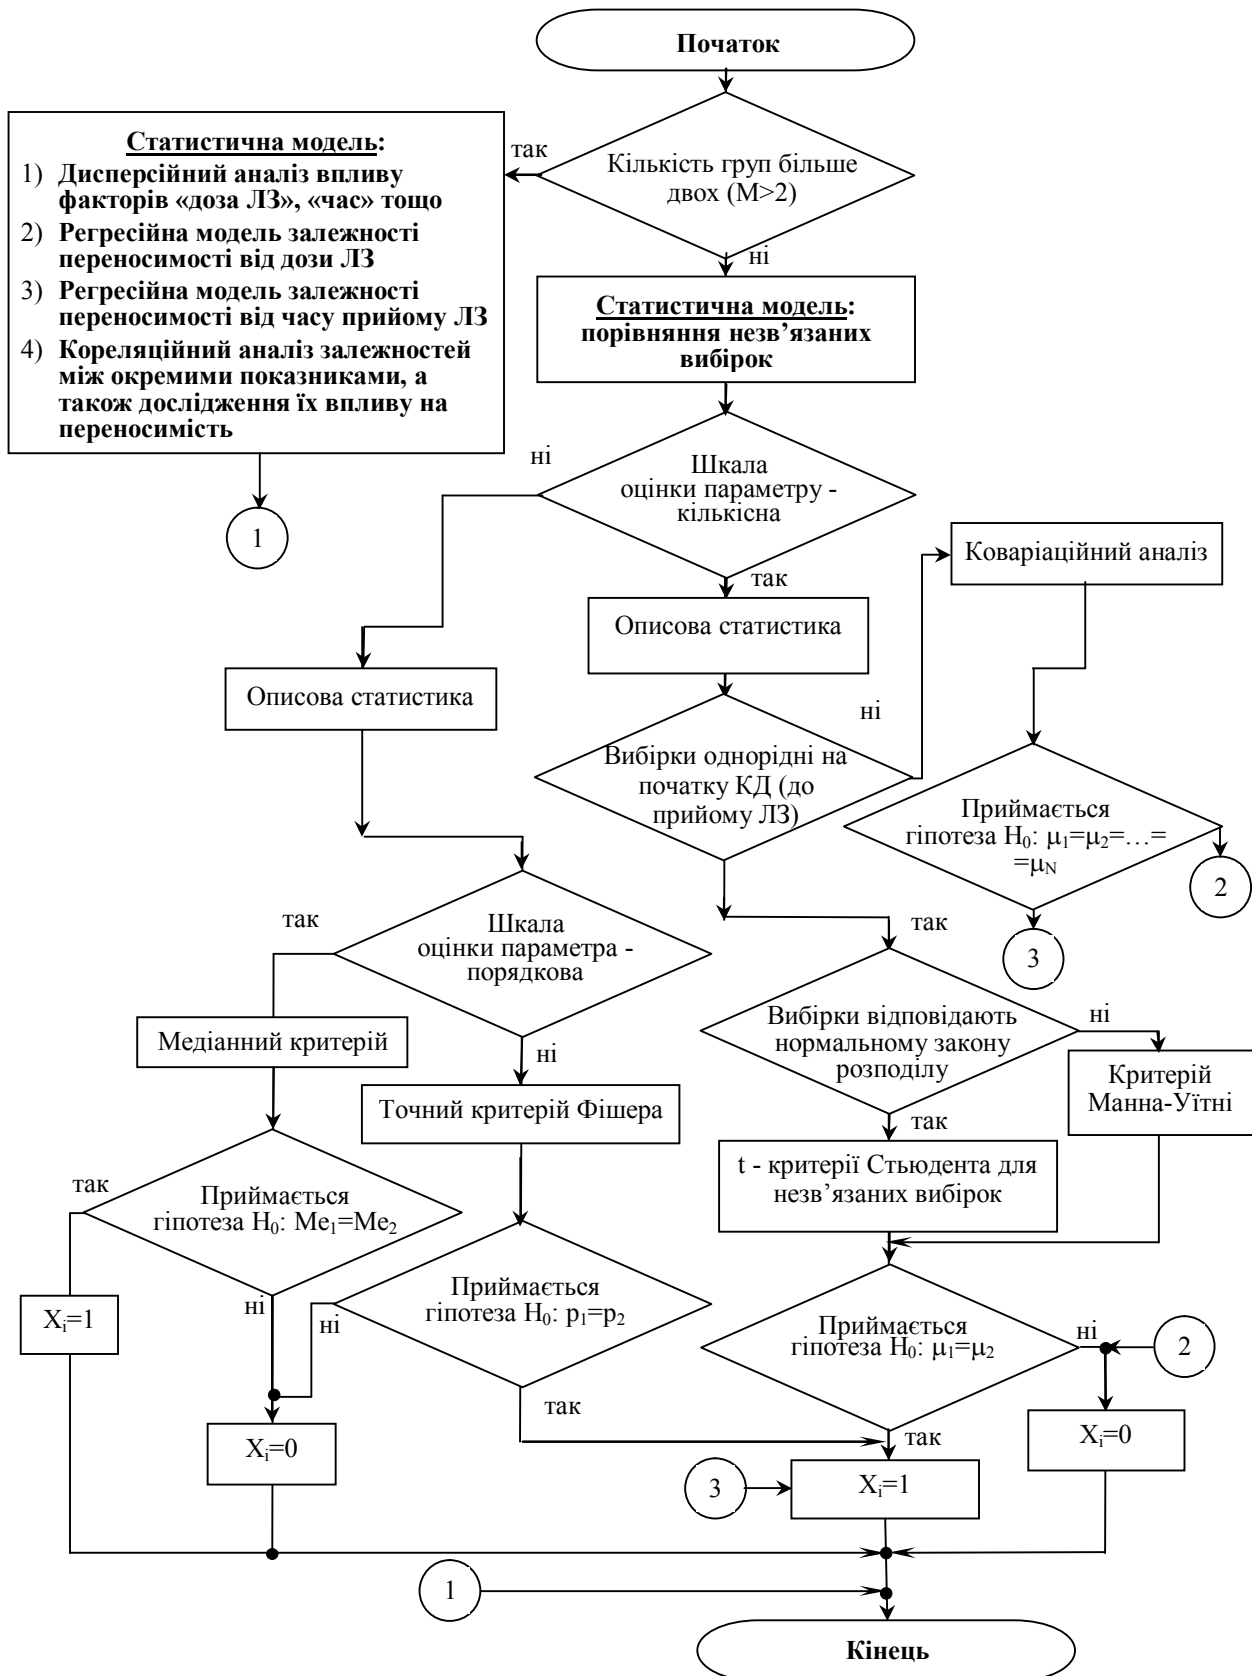 Початок
Кількість груп більше
двох (M>2)
так
ні
Статистична модель:
1) Дисперсійний аналіз впливу
факторів «доза ЛЗ», «час» тощо
2) Регресійна модель залежності
переносимості від дози ЛЗ
3) Регресійна модель залежності
переносимості від часу прийому ЛЗ
4) Кореляційний аналіз залежностей
між окремими показниками, а
також дослідження їх впливу на
переносимість
1
Статистична модель:
порівняння незв’язаних
вибірок
ні
Шкала
оцінки параметру -
кількісна
так
Коваріаційний аналіз
Описова статистика
Описова статистика
ні
Вибірки однорідні на
початку КД (до
прийому ЛЗ)
Приймається
гіпотеза H₀: μ₁=μ₂=…=
=μN
2
3
так
так
Шкала
оцінки параметра -
порядкова
ні
Вибірки відповідають
нормальному закону
розподілу
ні
так
Медіанний критерій
Точний критерій Фішера
Критерій
Манна-Уїтні
t - критерії Стьюдента для
незв’язаних вибірок
так
Приймається
гіпотеза H₀: Me₁=Me₂
ні
Приймається
гіпотеза H₀: p₁=p₂
ні
так
Приймається
гіпотеза H₀: μ₁=μ₂
ні
так
2
Xᵢ=1
Xᵢ=0
Xᵢ=0
3
Xᵢ=1
1
Кінець